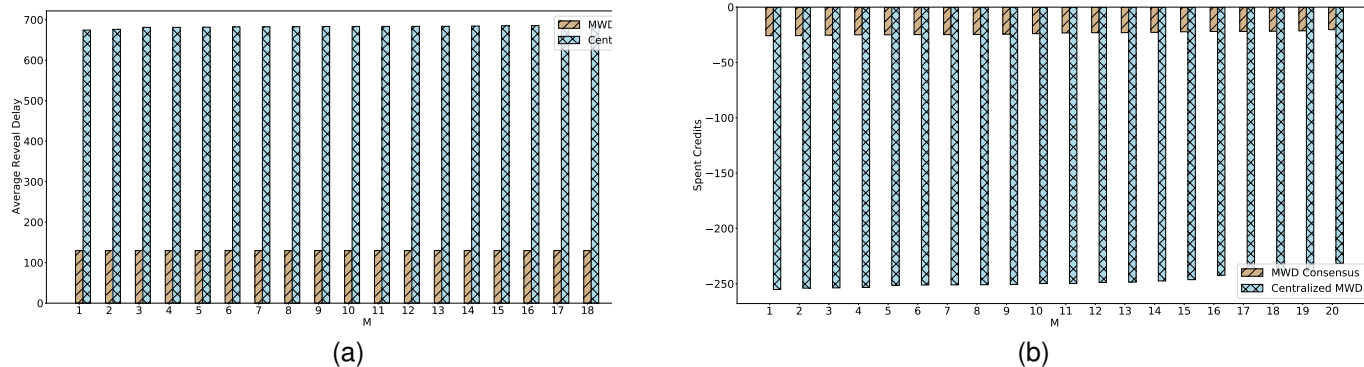 700
600
500
400
300
200
100
0
Average Reveal Delay
MWD
Cent
1 2 3 4 5 6 7 8 9 10 11 12 13 14 15 16 17 18
M
(a)
0
−50
−100
−150
−200
−250
Spent Credits
MWD Consensus
Centralized MWD
1 2 3 4 5 6 7 8 9 10 11 12 13 14 15 16 17 18 19 20
M
(b)